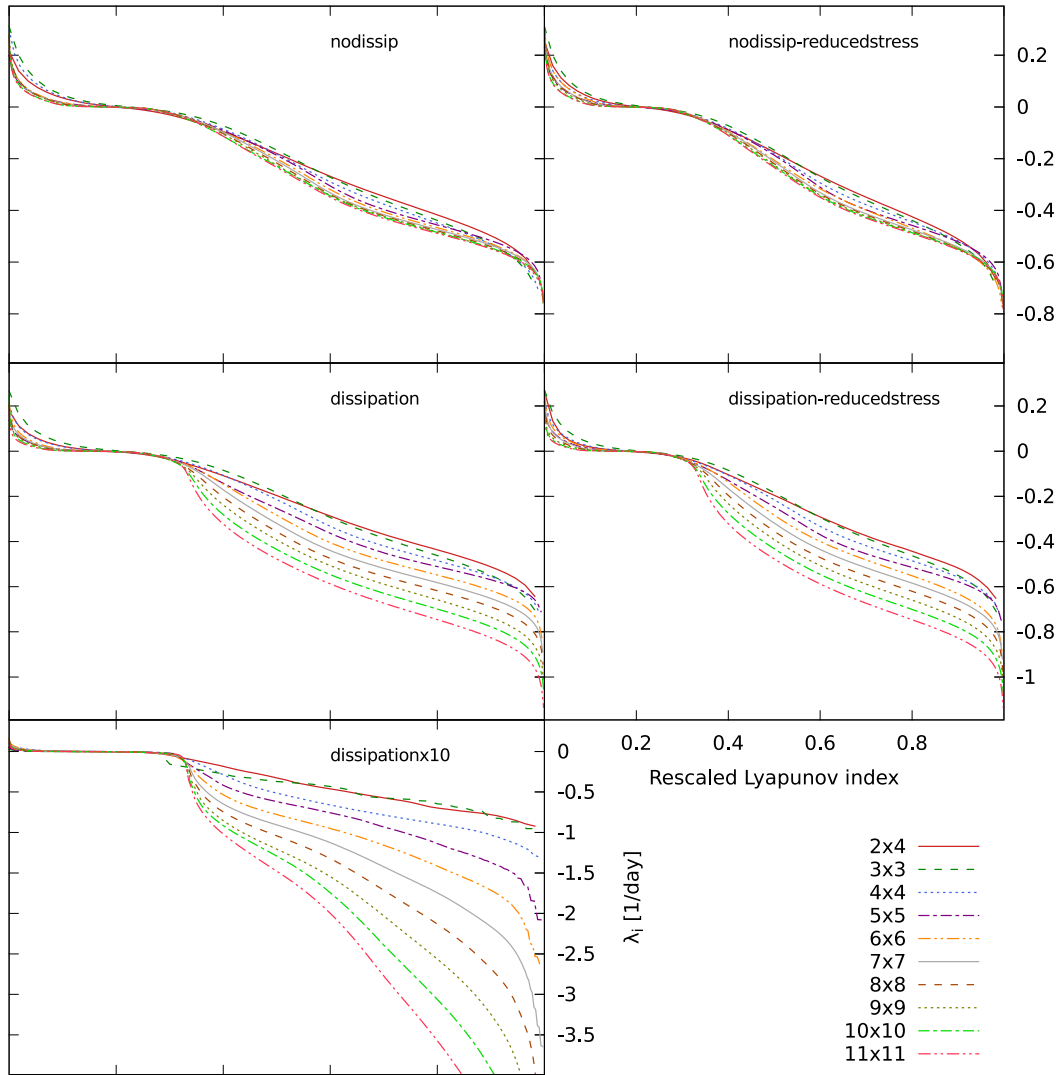 nodissip
nodissip-reducedstress
0.2
0
-0.2
-0.4
-0.6
-0.8
dissipation
dissipation-reducedstress
0.2
0
-0.2
-0.4
-0.6
-0.8
-1
dissipationx10
0
-0.5
-1
-1.5
-2
-2.5
-3
-3.5
λi [1/day]
0.2 0.4 0.6 0.8
Rescaled Lyapunov index
2x4
3x3
4x4
5x5
6x6
7x7
8x8
9x9
10x10
11x11